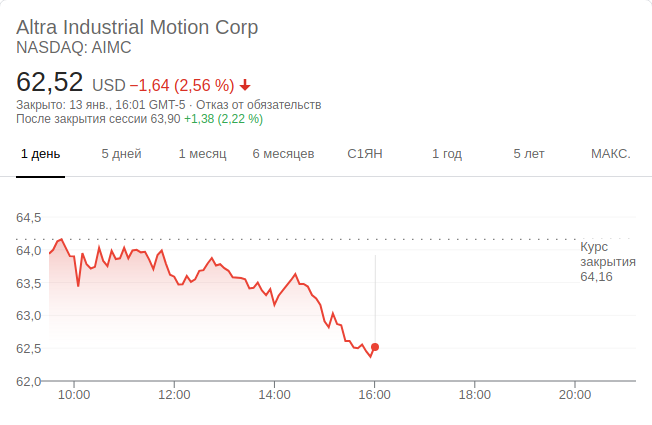 Altra Industrial Motion Corp
NASDAQ: AIMC
62,52 USD −1,64 (2,56 %)
Закрыто: 13 янв., 16:01 GMT-5 · Отказ от обязательств
После закрытия сессии 63,90 +1,38 (2,22 %)
1 день 5 дней 1 месяц 6 месяцев С1ЯН 1 год 5 лет МАКС.
64,5
64,0
63,5
63,0
62,5
62,0
Курс
закрытия
64,16
10:00 12:00 14:00 16:00 18:00 20:00